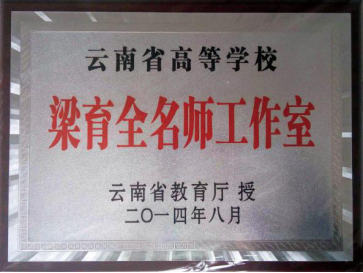 云南省高等学校
梁育全名师工作室
云南省教育厅 授
二〇一四年八月